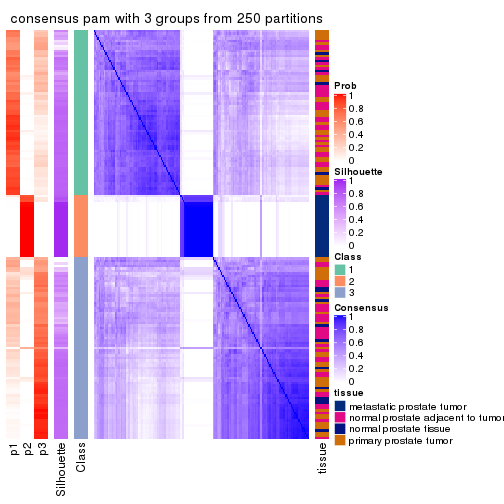 consensus pam with 3 groups from 250 partitions
Prob
1
0.8
0.6
0.4
0.2
0
Silhouette
1
0.8
0.6
0.4
0.2
0
Class
1
2
3
Consensus
1
0.8
0.6
0.4
0.2
0
tissue
metastatic prostate tumor
normal prostate adjacent to tumor
normal prostate tissue
primary prostate tumor
p1
p2
p3
Silhouette
Class
tissue